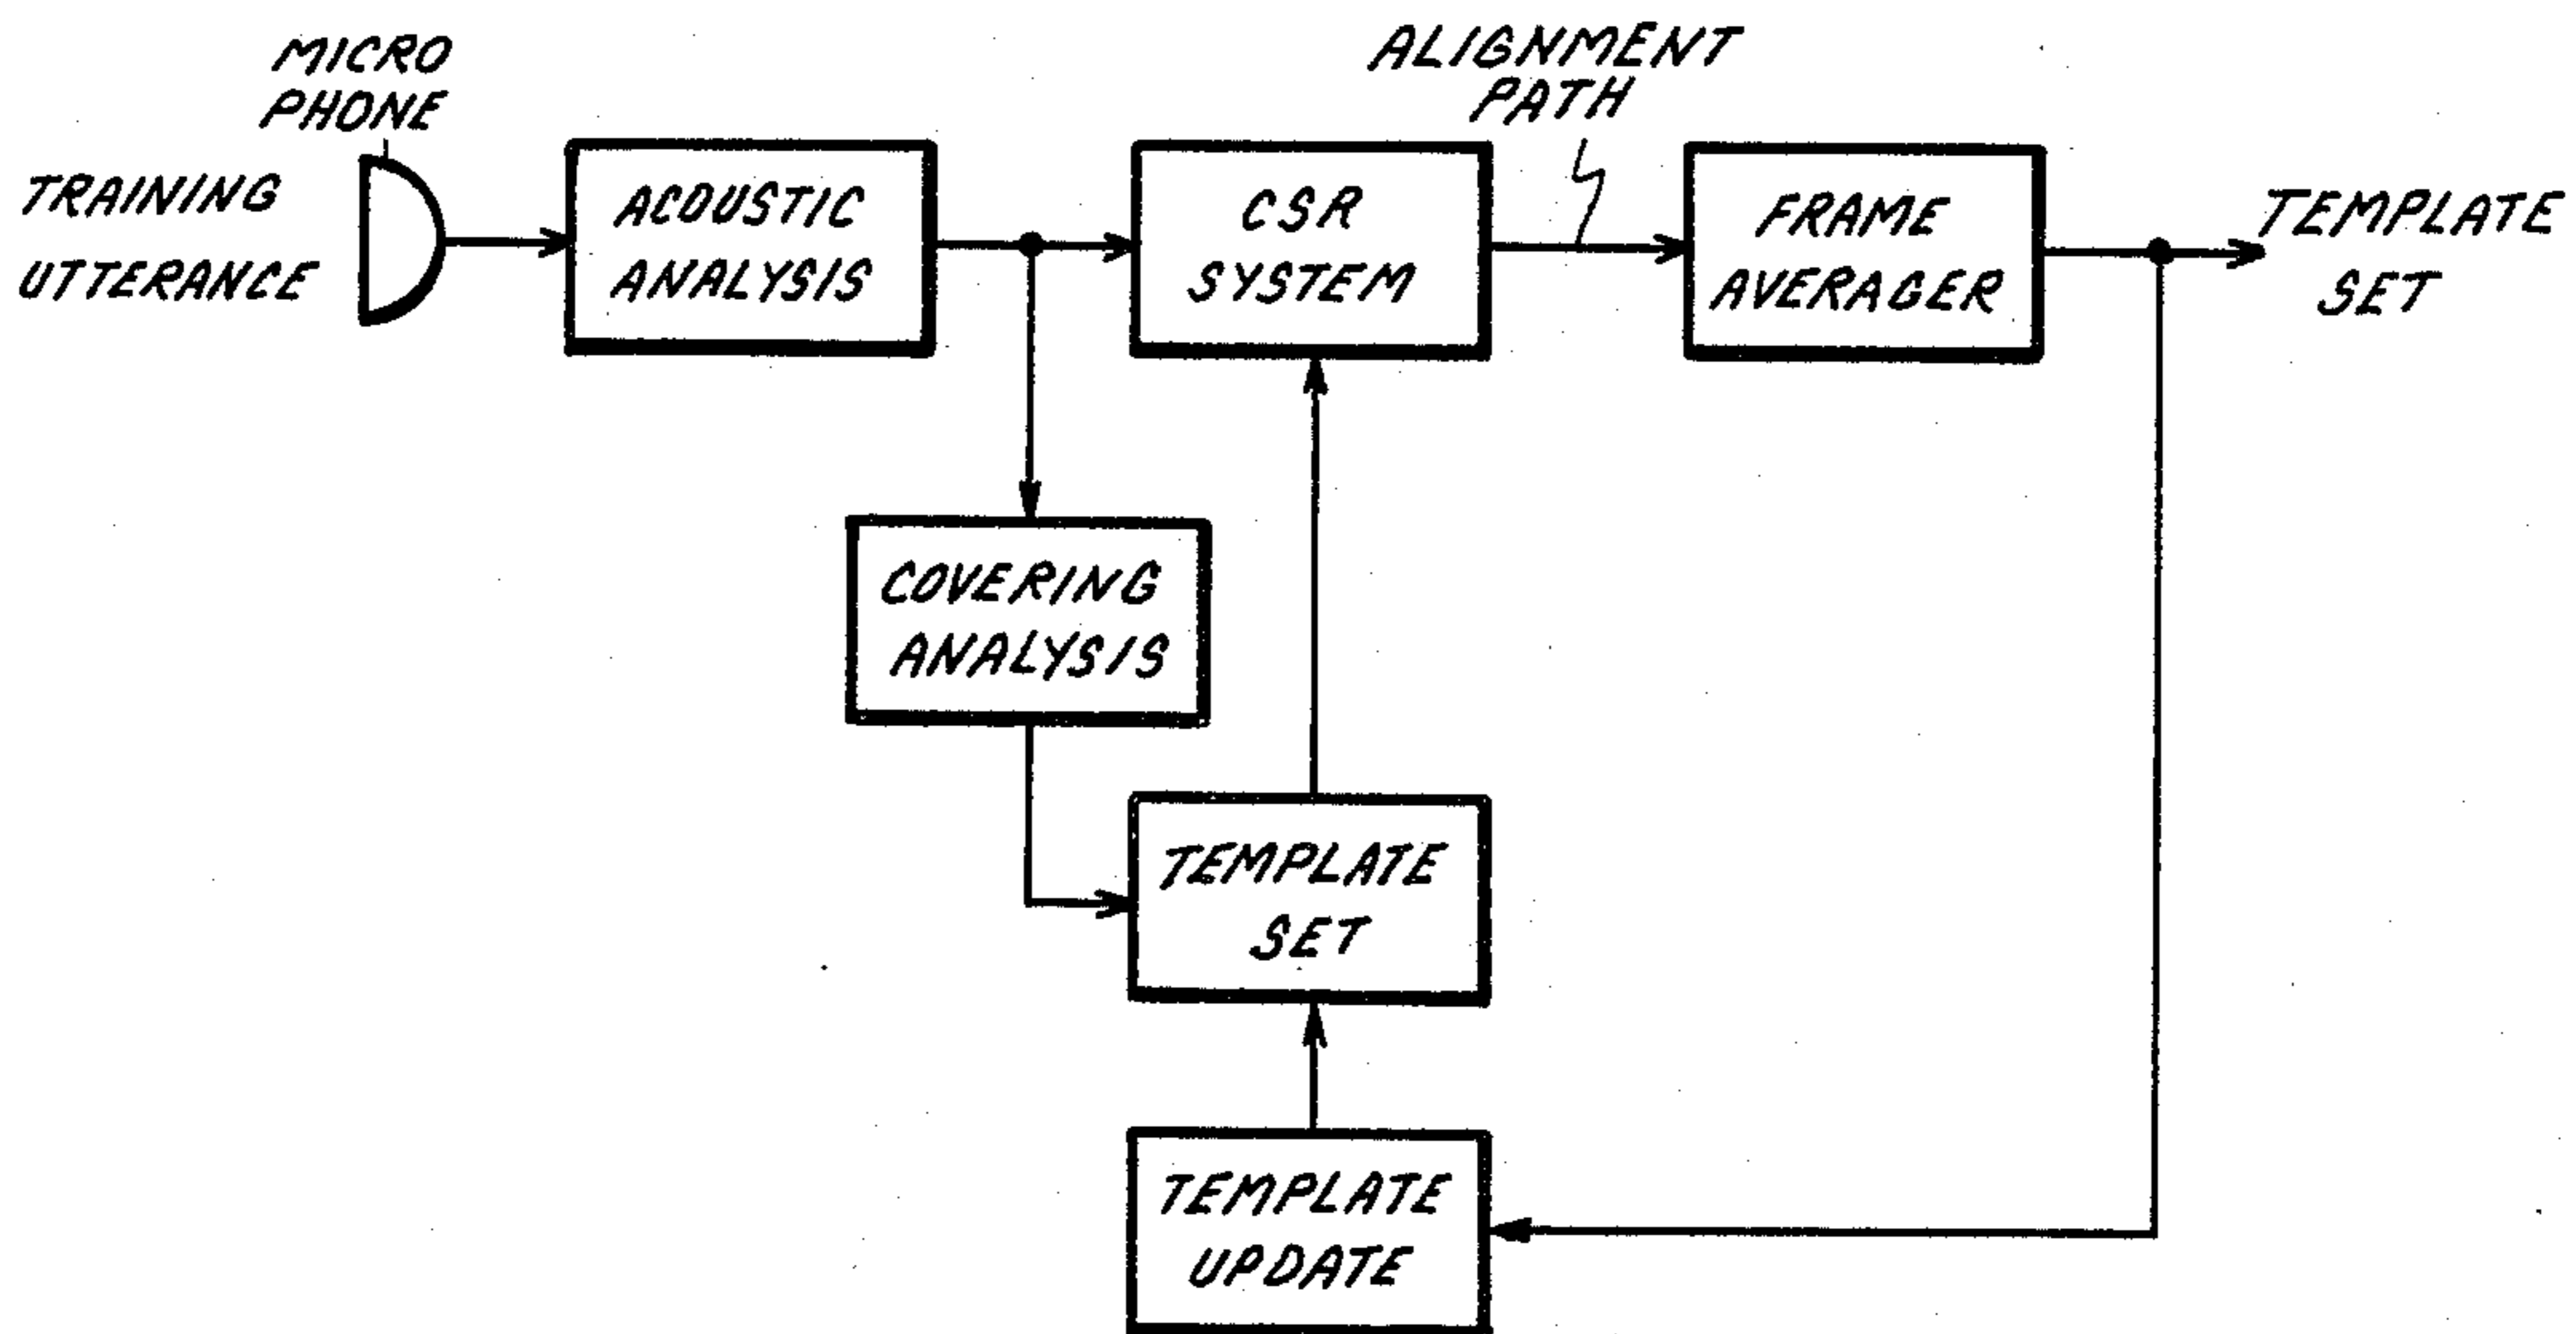 MICRO
PHONE
TRAINING
UTTERANCE
ACOUSTIC
ANALYSIS
CSR
SYSTEM
ALIGNMENT
PATH
FRAME
AVERAGER
TEMPLATE
SET
COVERING
ANALYSIS
TEMPLATE
SET
TEMPLATE
UPDATE